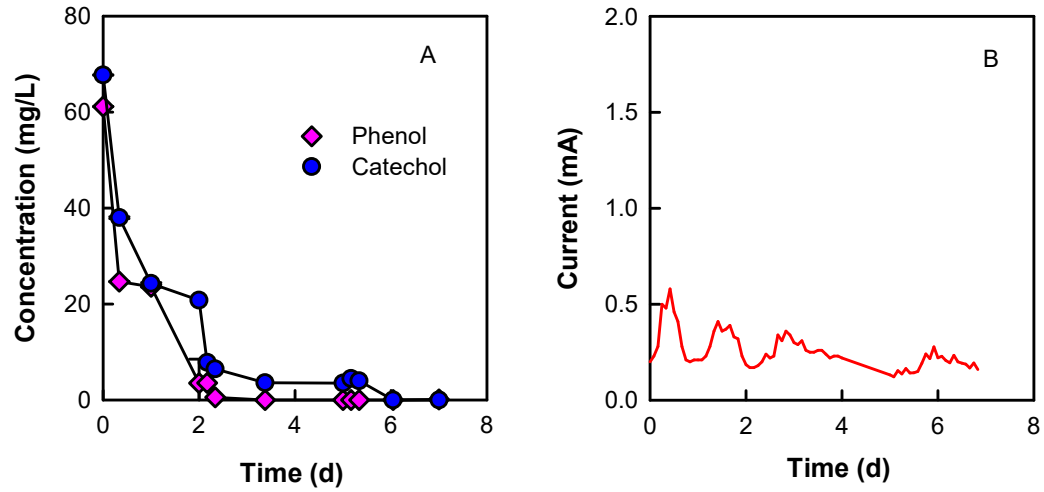 A
Concentration (mg/L)
80
60
40
20
0
Phenol
Catechol
0 2 4 6 8
Time (d)
B
Current (mA)
2.0
1.5
1.0
0.5
0.0
0 2 4 6 8
Time (d)